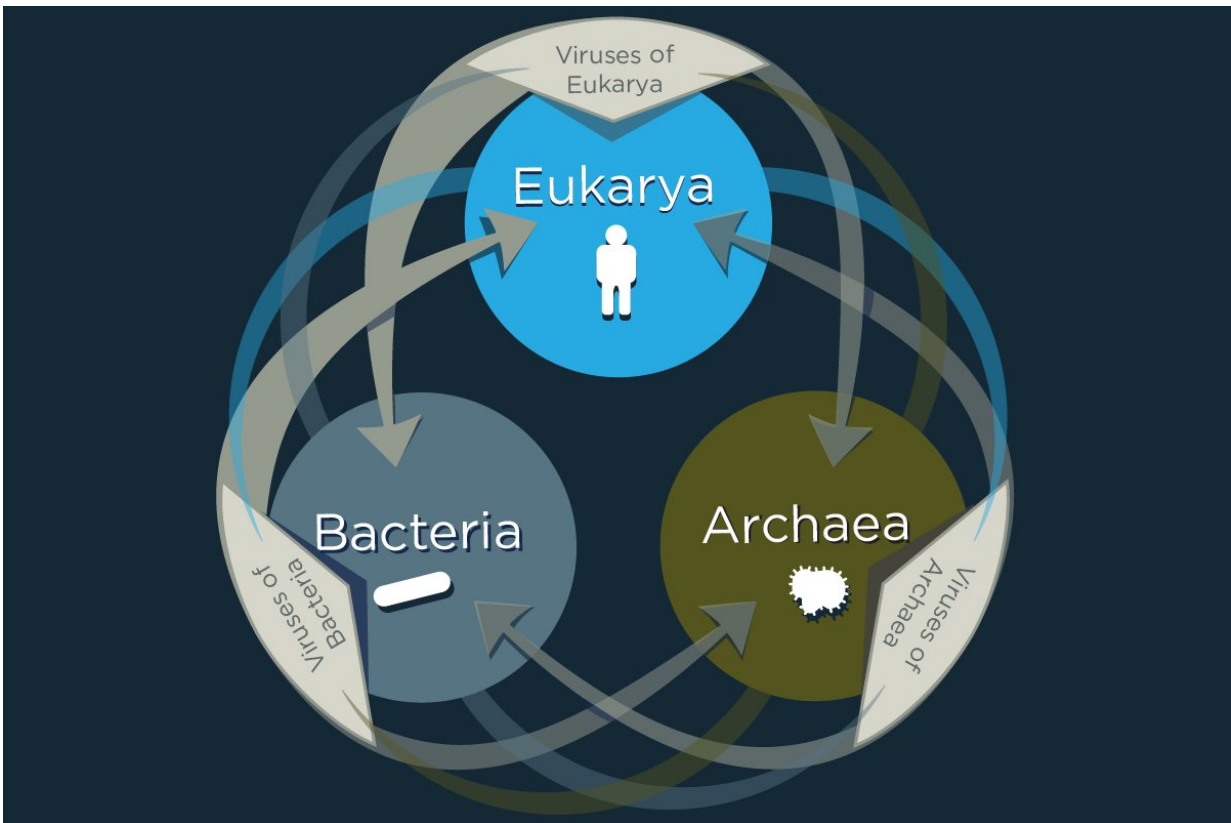 Viruses of
Eukarya
Eukarya
Bacteria
Archaea
Viruses of
Bacteria
Viruses of
Archaea